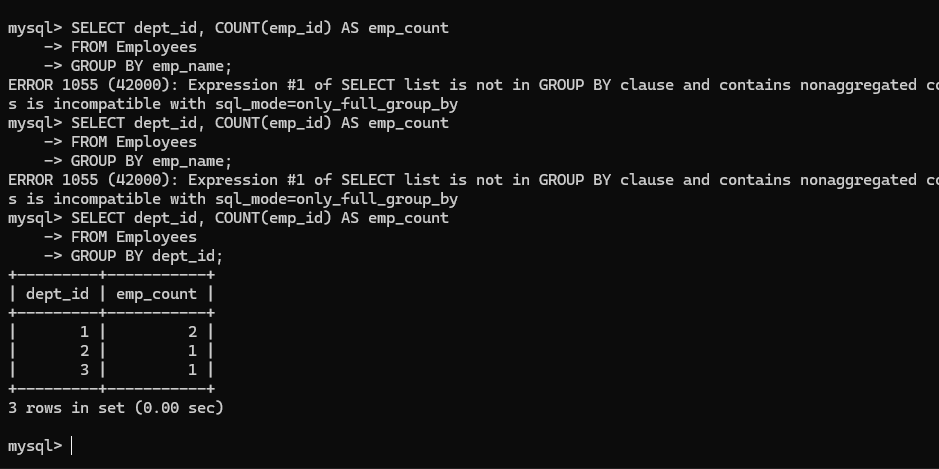 mysql> SELECT dept_id, COUNT(emp_id) AS emp_count
    -> FROM Employees
    -> GROUP BY emp_name;
ERROR 1055 (42000): Expression #1 of SELECT list is not in GROUP BY clause and contains nonaggregated
s is incompatible with sql_mode=only_full_group_by
mysql> SELECT dept_id, COUNT(emp_id) AS emp_count
    -> FROM Employees
    -> GROUP BY emp_name;
ERROR 1055 (42000): Expression #1 of SELECT list is not in GROUP BY clause and contains nonaggregated
s is incompatible with sql_mode=only_full_group_by
mysql> SELECT dept_id, COUNT(emp_id) AS emp_count
    -> FROM Employees
    -> GROUP BY dept_id;
+---------+-----------+
| dept_id | emp_count |
+---------+-----------+
|       1 |         2 |
|       2 |         1 |
|       3 |         1 |
+---------+-----------+
3 rows in set (0.00 sec)
mysql>